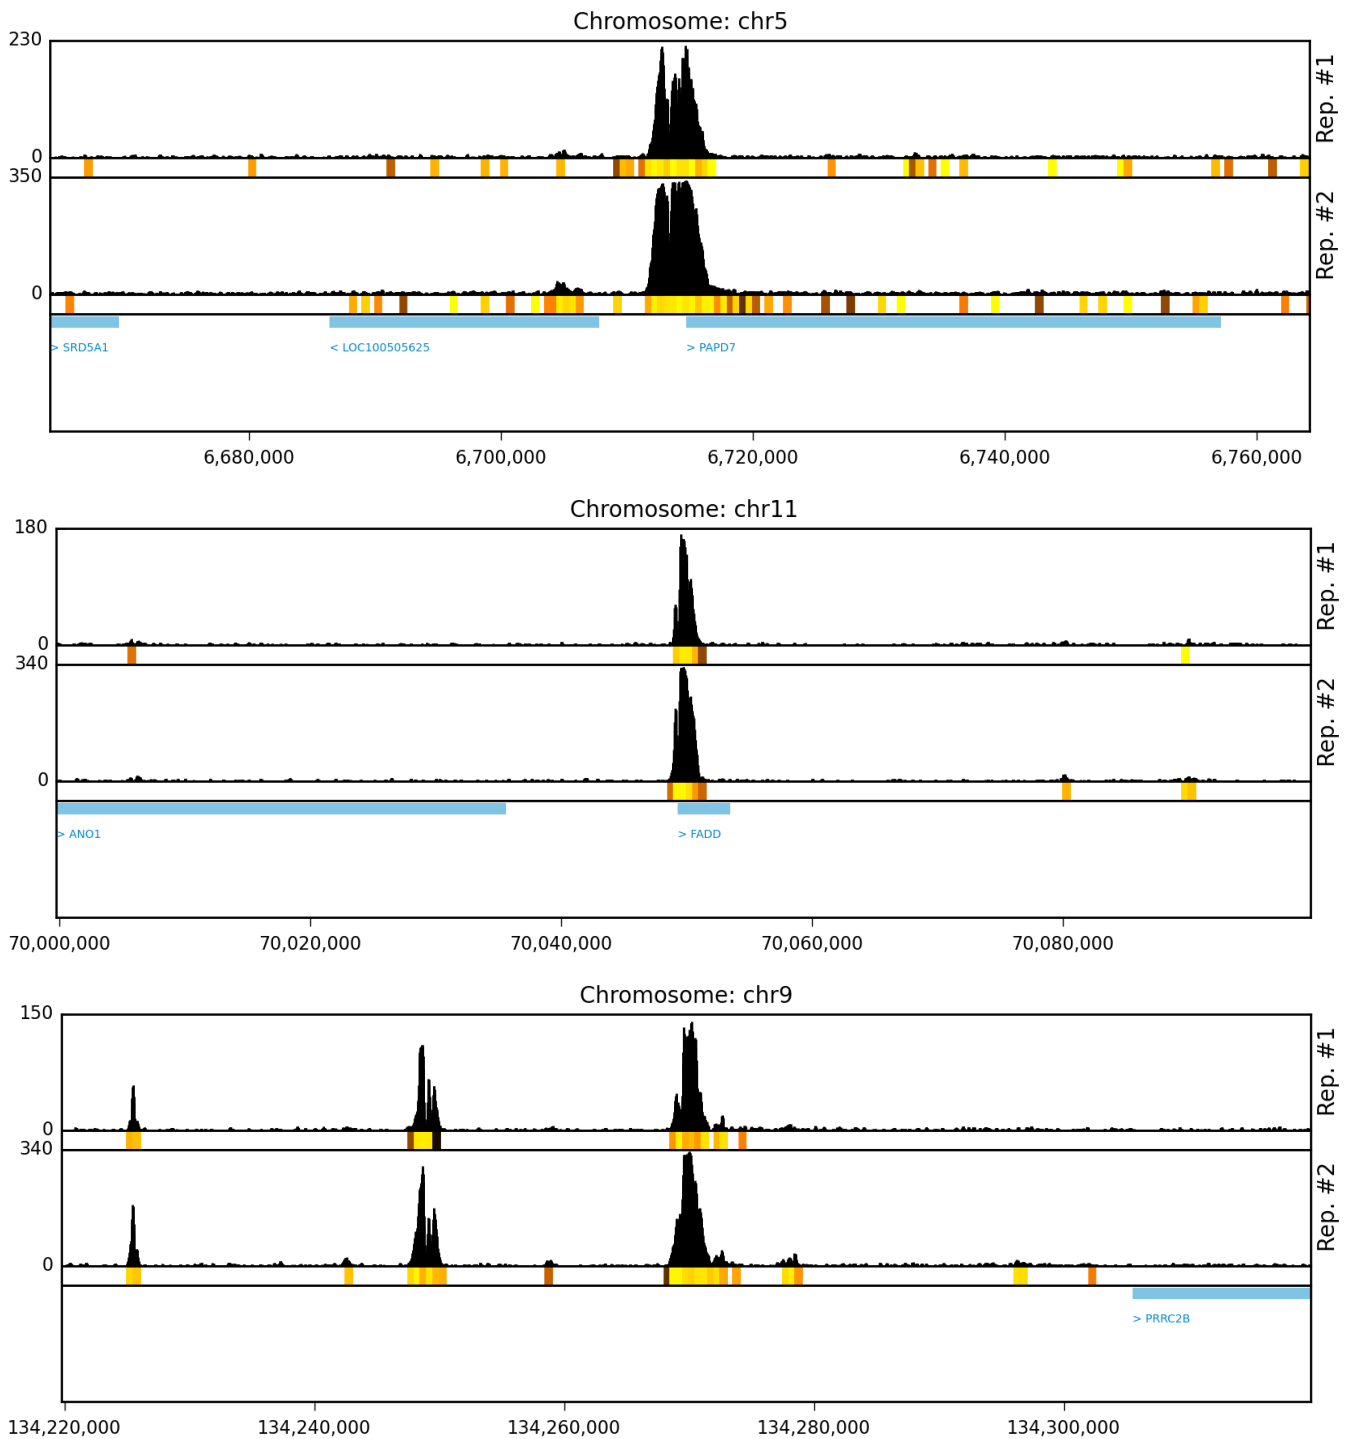 Chromosome: chr5
230
0
Rep. #1
350
0
Rep. #2
> SRD5A1
< LOC100505625
> PAPD7
6,680,000
6,700,000
6,720,000
6,740,000
6,760,000
Chromosome: chr11
180
0
Rep. #1
340
0
Rep. #2
> ANO1
> FADD
70,000,000
70,020,000
70,040,000
70,060,000
70,080,000
Chromosome: chr9
150
0
Rep. #1
340
0
Rep. #2
> PRRC2B
134,220,000
134,240,000
134,260,000
134,280,000
134,300,000